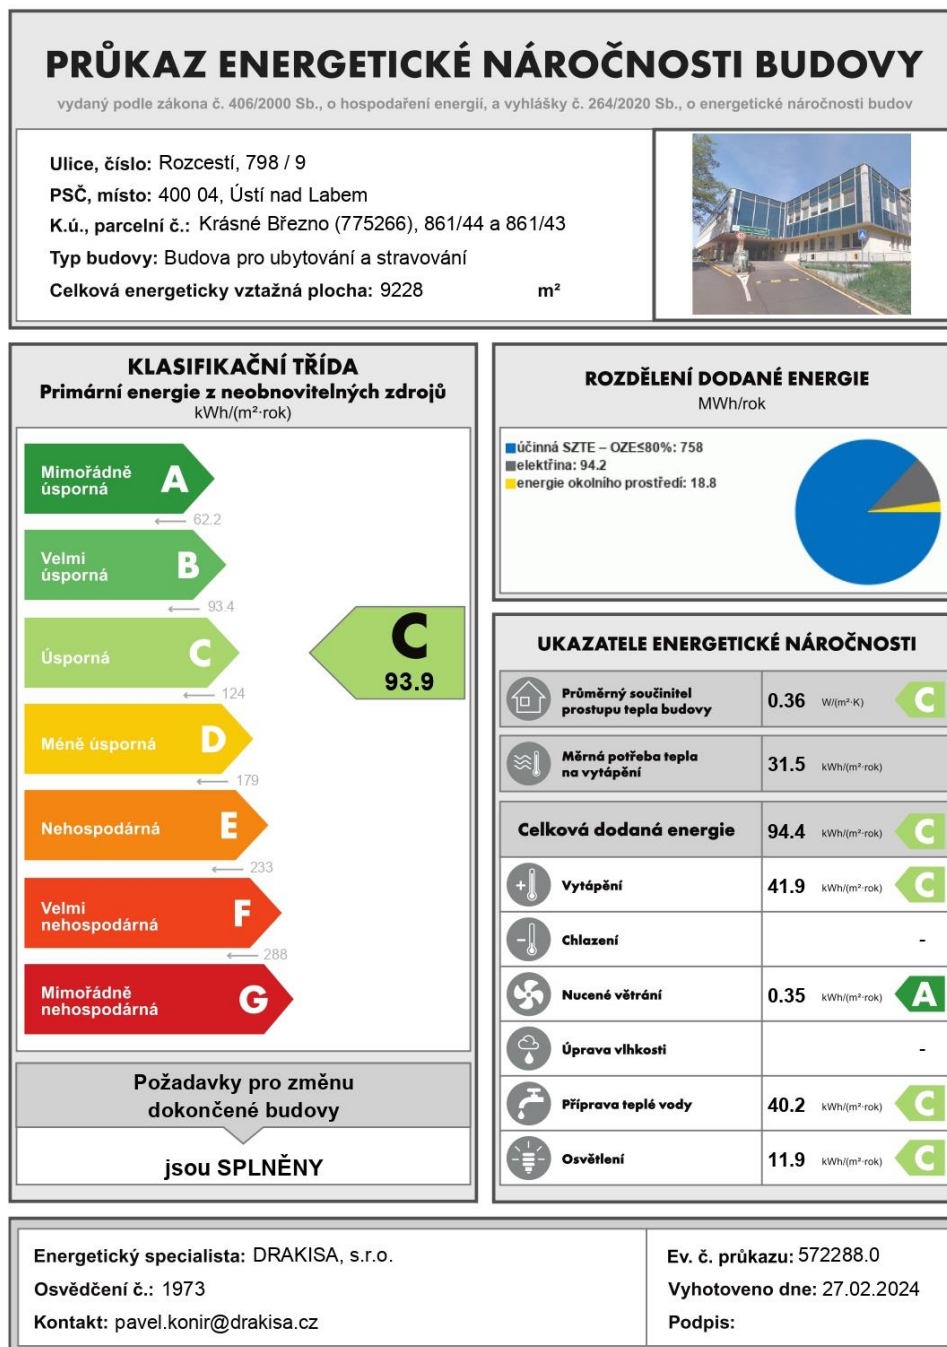 PRŮKAZ ENERGETICKÉ NÁROČNOSTI BUDOVY
vydaný podle zákona č. 406/2000 Sb., o hospodaření energií, a vyhlášky č. 264/2020 Sb., o energetické náročnosti budov
Ulice, číslo: Rozcestí, 798 / 9
PSČ, místo: 400 04, Ústí nad Labem
K.ú., parcelní č.: Krásné Březno (775266), 861/44 a 861/43
Typ budovy: Budova pro ubytování a stravování
Celková energeticky vztažná plocha: 9228 m²
KLASIFIKAČNÍ TŘÍDA
Primární energie z neobnovitelných zdrojů
kWh/(m²·rok)
Mimořádně
úsporná
A
62.2
Velmi
úsporná
B
93.4
Úsporná
C
124
Méně úsporná
D
179
Nehospodárná
E
233
Velmi
nehospodárná
F
288
Mimořádně
nehospodárná
G
C
93.9
Požadavky pro změnu
dokončené budovy
jsou SPLNĚNY
ROZDĚLENÍ DODANÉ ENERGIE
MWh/rok
účinná SZTE – OZE≤80%: 758
elektřina: 94.2
energie okolního prostředí: 18.8
UKAZATELE ENERGETICKÉ NÁROČNOSTI
Průměrný součinitel
prostupu tepla budovy
0.36 W/(m²·K) C
Měrná potřeba tepla
na vytápění
31.5 kWh/(m²·rok)
Celková dodaná energie 94.4 kWh/(m²·rok) C
Vytápění 41.9 kWh/(m²·rok) C
Chlazení -
Nucené větrání 0.35 kWh/(m²·rok) A
Úprava vlhkosti -
Příprava teplé vody 40.2 kWh/(m²·rok) C
Osvětlení 11.9 kWh/(m²·rok) C
Energetický specialista: DRAKISA, s.r.o.
Osvědčení č.: 1973
Kontakt: pavel.konir@drakisa.cz
Ev. č. průkazu: 572288.0
Vyhotoveno dne: 27.02.2024
Podpis: